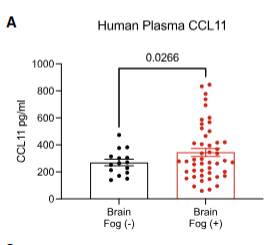 A
Human Plasma CCL11
0.0266
CCL11 pg/ml
1000
800
600
400
200
0
Brain
Fog (-)
Brain
Fog (+)